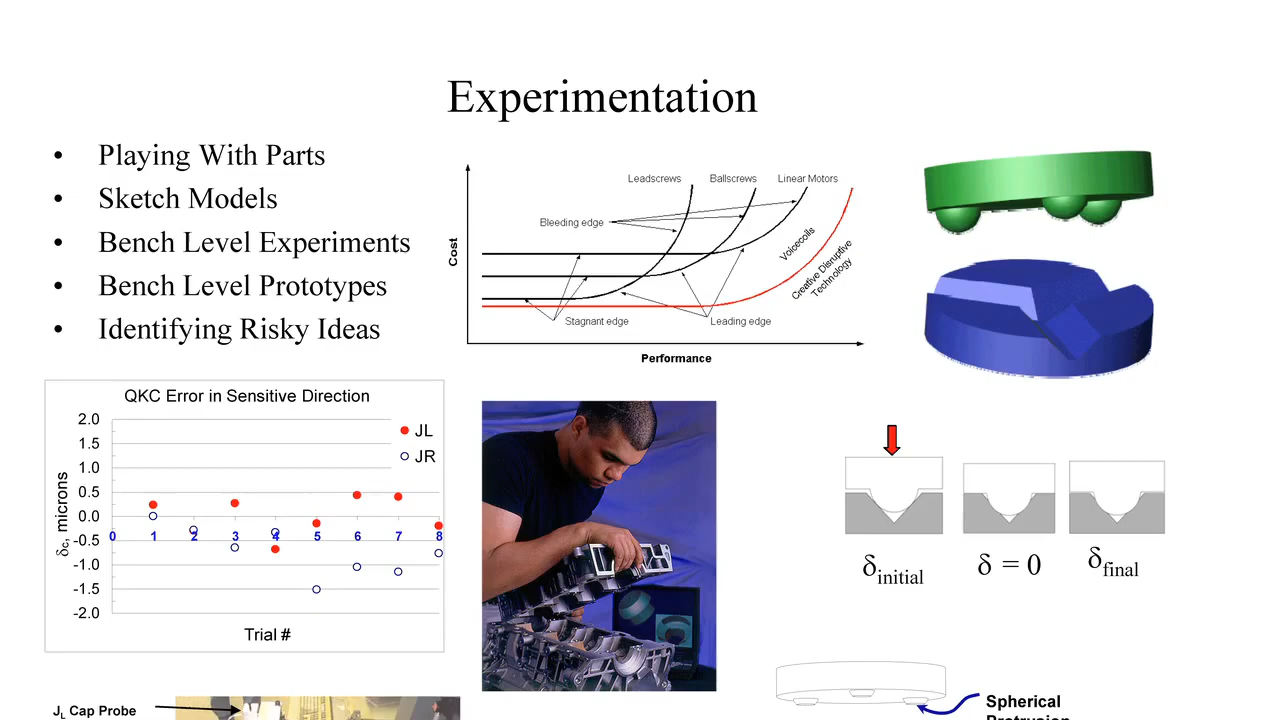 Experimentation
• Playing With Parts
• Sketch Models
• Bench Level Experiments
• Bench Level Prototypes
• Identifying Risky Ideas
Leadscrews Ballscrews Linear Motors
Bleeding edge
Cost
Voicecoils
Creative Disruptive
Technology
Stagnant edge
Leading edge
Performance
QKC Error in Sensitive Direction
2.0
1.5
1.0
0.5
0.0
-0.5
-1.0
-1.5
-2.0
0 1 2 3 4 5 6 7 8
JL
JR
δc, microns
Trial #
δinitial
δ = 0
δfinal
JL Cap Probe
Spherical
Protrusion